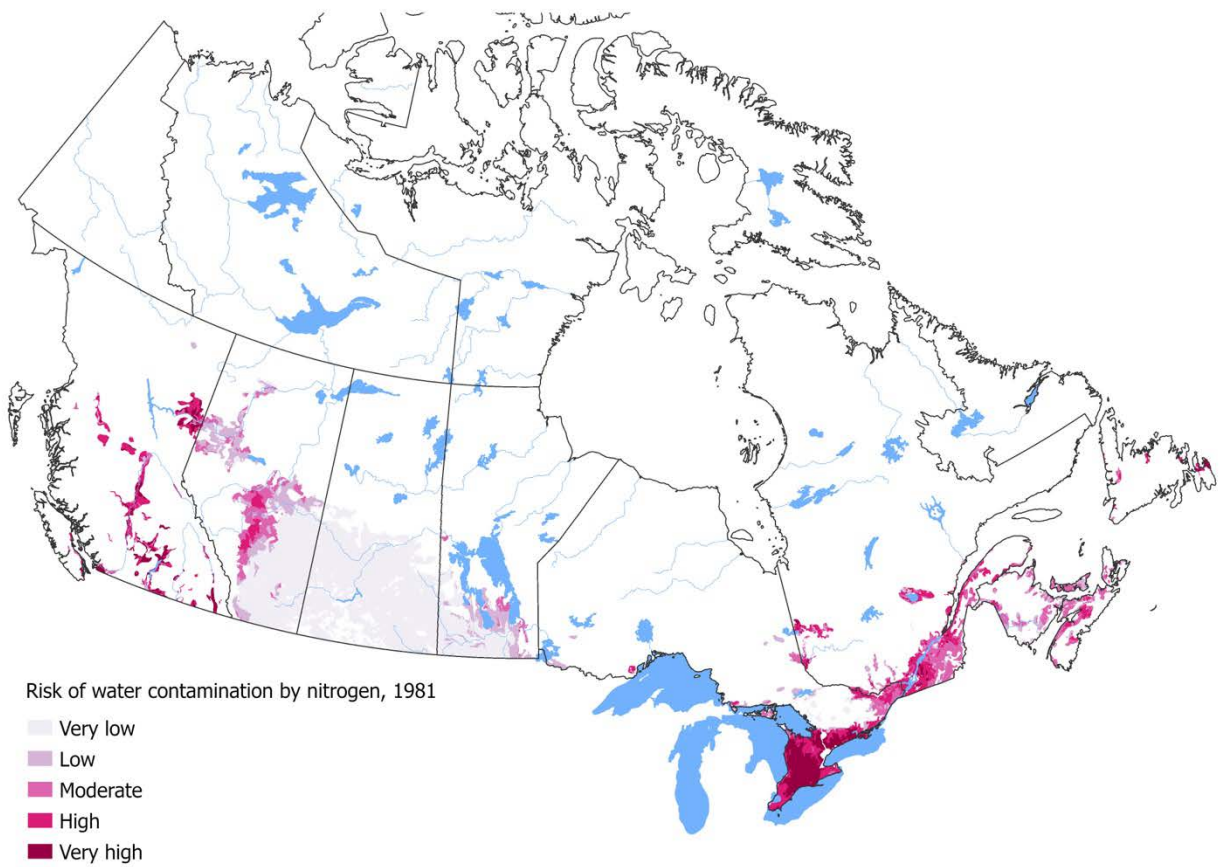 Risk of water contamination by nitrogen, 1981
Very low
Low
Moderate
High
Very high